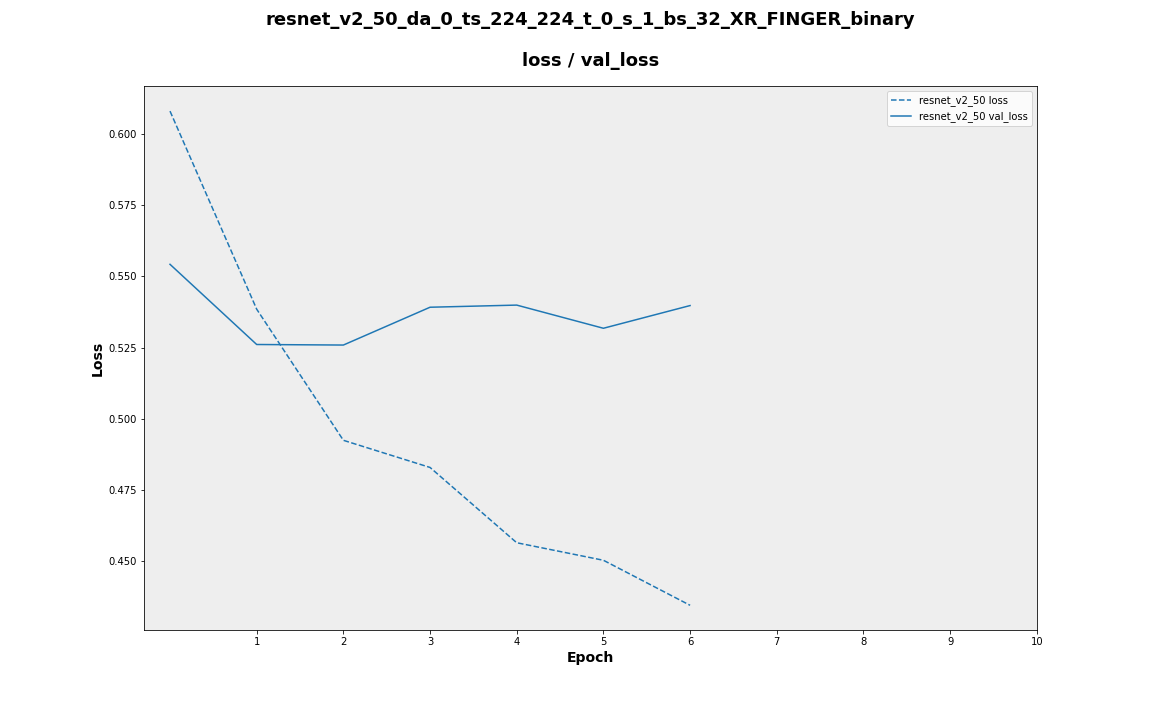 resnet_v2_50_da_0_ts_224_224_t_0_s_1_bs_32_XR_FINGER_binary
loss / val_loss
resnet_v2_50 loss
resnet_v2_50 val_loss
0.600
0.575
0.550
0.525
0.500
0.475
0.450
Loss
1 2 3 4 5 6 7 8 9 10
Epoch